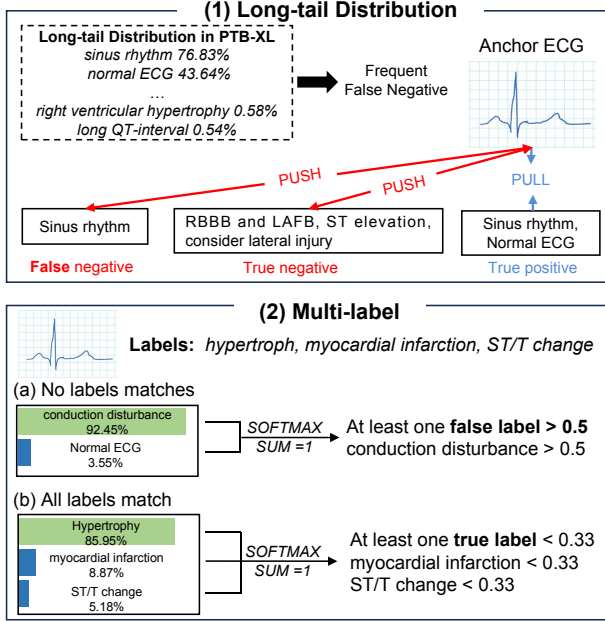 (1) Long-tail Distribution
Long-tail Distribution in PTB-XL
sinus rhythm 76.83%
normal ECG 43.64%
...
right ventricular hypertrophy 0.58%
long QT-interval 0.54%
Frequent
False Negative
Anchor ECG
PUSH
PUSH
PULL
Sinus rhythm
RBBB and LAFB, ST elevation,
consider lateral injury
Sinus rhythm,
Normal ECG
False negative
True negative
True positive
(2) Multi-label
Labels: hypertroph, myocardial infarction, ST/T change
(a) No labels matches
conduction disturbance
92.45%
Normal ECG
3.55%
SOFTMAX
SUM =1
At least one false label > 0.5
conduction disturbance > 0.5
(b) All labels match
Hypertrophy
85.95%
myocardial infarction
8.87%
ST/T change
5.18%
SOFTMAX
SUM =1
At least one true label < 0.33
myocardial infarction < 0.33
ST/T change < 0.33